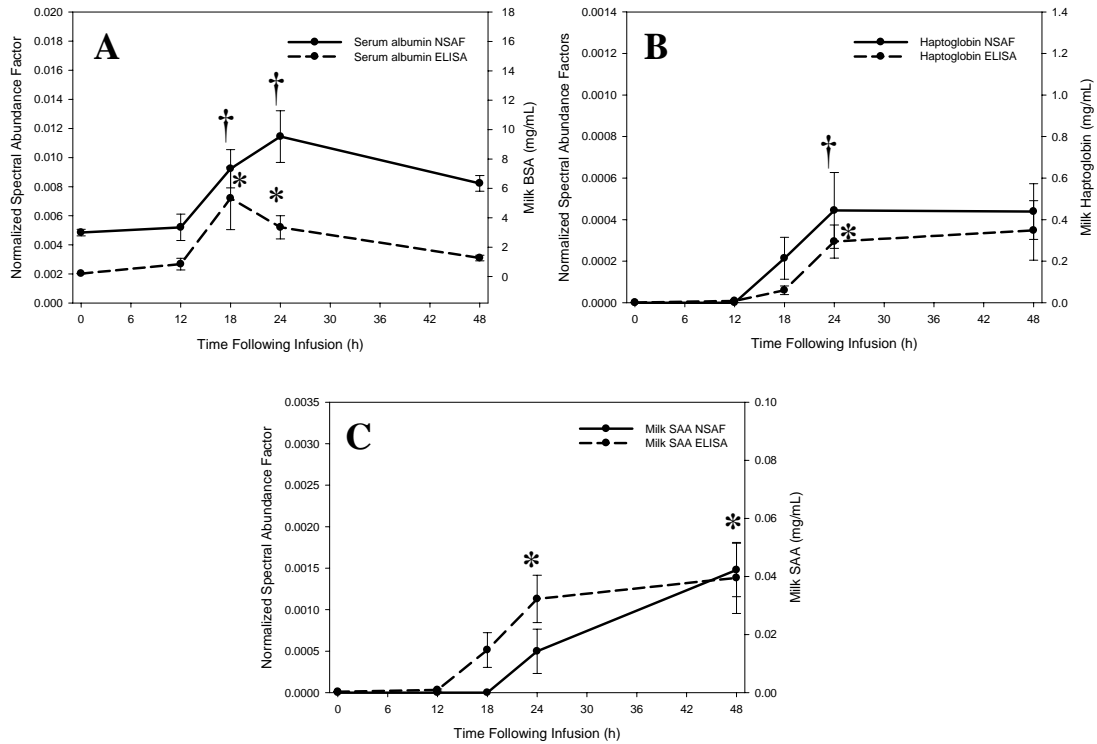 A
Serum albumin NSAF
Serum albumin ELISA
Normalized Spectral Abundance Factor
0.020
0.018
0.016
0.014
0.012
0.010
0.008
0.006
0.004
0.002
0.000
†
†
*
*
18
16
14
12
10
8
6
4
2
0
Milk BSA (mg/mL)
0 6 12 18 24 30 36 42 48
Time Following Infusion (h)
B
Haptoglobin NSAF
Haptoglobin ELISA
Normalized Spectral Abundance Factors
0.0014
0.0012
0.0010
0.0008
0.0006
0.0004
0.0002
0.0000
†
*
1.4
1.2
1.0
0.8
0.6
0.4
0.2
0.0
Milk Haptoglobin (mg/mL)
0 6 12 18 24 30 36 42 48
Time Following Infusion (h)
C
Milk SAA NSAF
Milk SAA ELISA
Normalized Spectral Abundance Factor
0.0035
0.0030
0.0025
0.0020
0.0015
0.0010
0.0005
0.0000
*
*
0.10
0.08
0.06
0.04
0.02
0.00
Milk SAA (mg/mL)
0 6 12 18 24 30 36 42 48
Time Following Infusion (h)